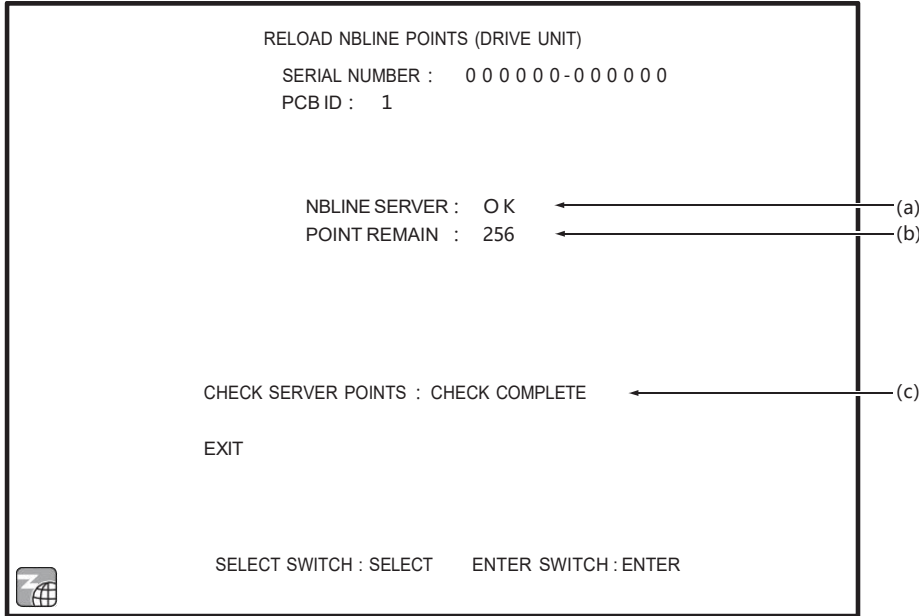 RELOAD NBLINE POINTS (DRIVE UNIT)
SERIAL NUMBER : 000000-000000
PCB ID : 1
NBLINE SERVER : OK (a)
POINT REMAIN : 256 (b)
CHECK SERVER POINTS : CHECK COMPLETE (c)
EXIT
SELECT SWITCH : SELECT ENTER SWITCH : ENTER